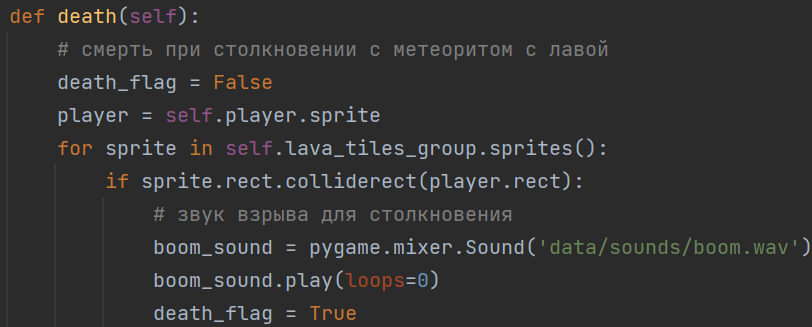 def death(self):
    # смерть при столкновении с метеоритом с лавой
    death_flag = False
    player = self.player.sprite
    for sprite in self.lava_tiles_group.sprites():
        if sprite.rect.colliderect(player.rect):
            # звук взрыва для столкновения
            boom_sound = pygame.mixer.Sound('data/sounds/boom.wav')
            boom_sound.play(loops=0)
            death_flag = True